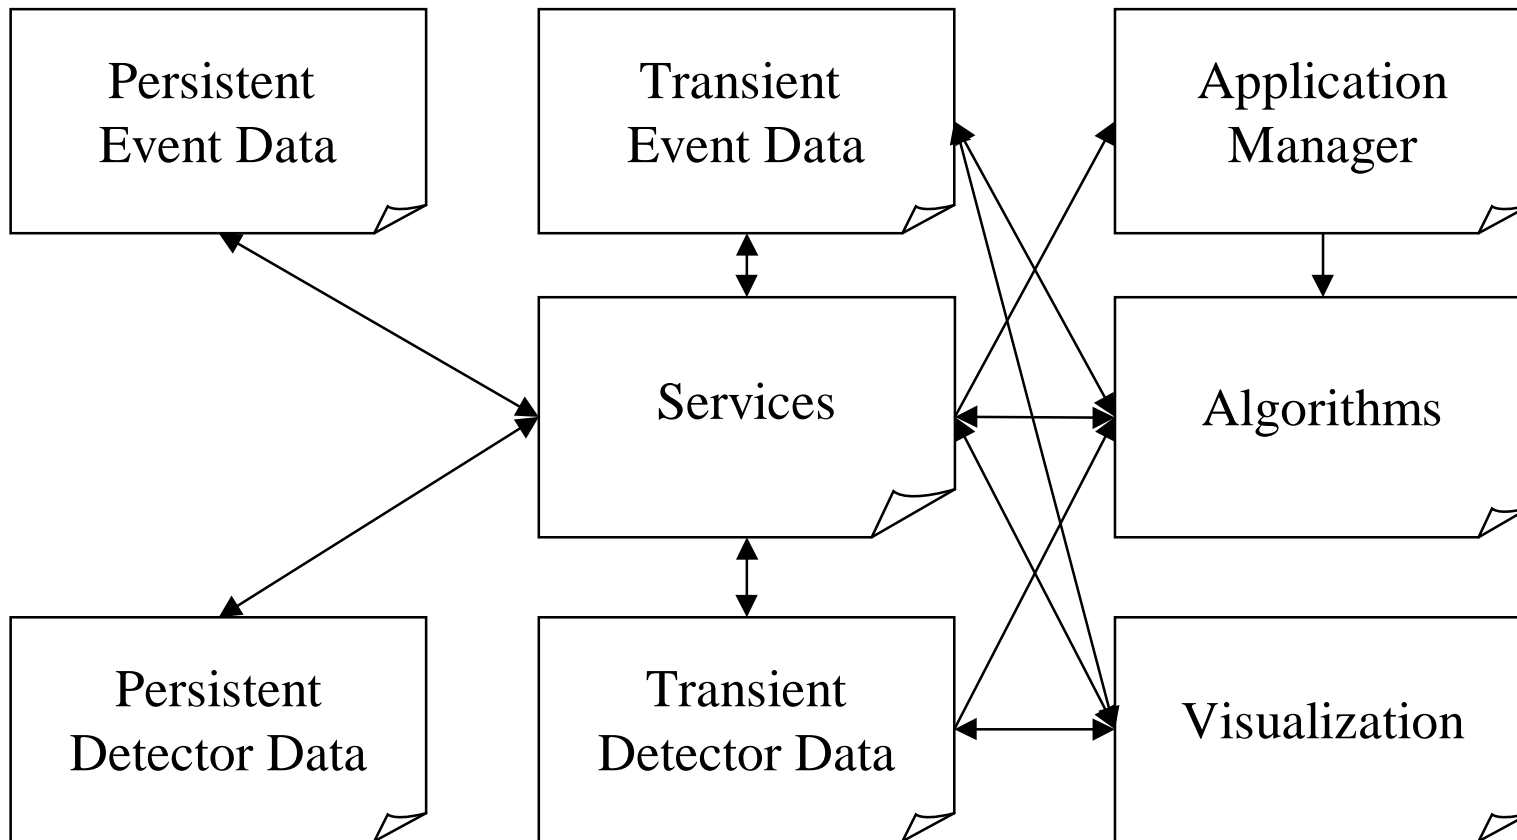 Persistent
Event Data
Transient
Event Data
Application
Manager
Services
Algorithms
Persistent
Detector Data
Transient
Detector Data
Visualization